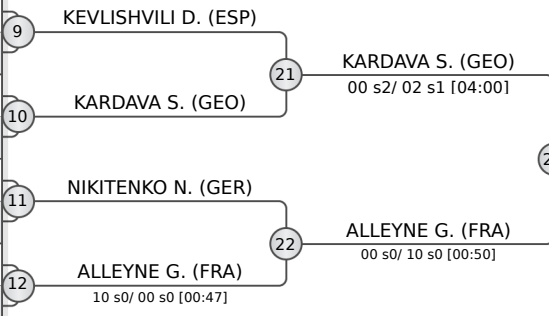 KEVLISHVILI D. (ESP)
9
21
KARDAVA S. (GEO)
00 s2/ 02 s1 [04:00]
KARDAVA S. (GEO)
10
2
NIKITENKO N. (GER)
11
22
ALLEYNE G. (FRA)
00 s0/ 10 s0 [00:50]
ALLEYNE G. (FRA)
12
10 s0/ 00 s0 [00:47]